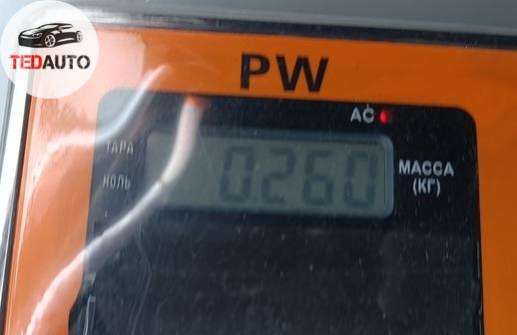 TEDAUTO
PW
AC
ТАРА
НОЛЬ
0260
МАССА
(КГ)